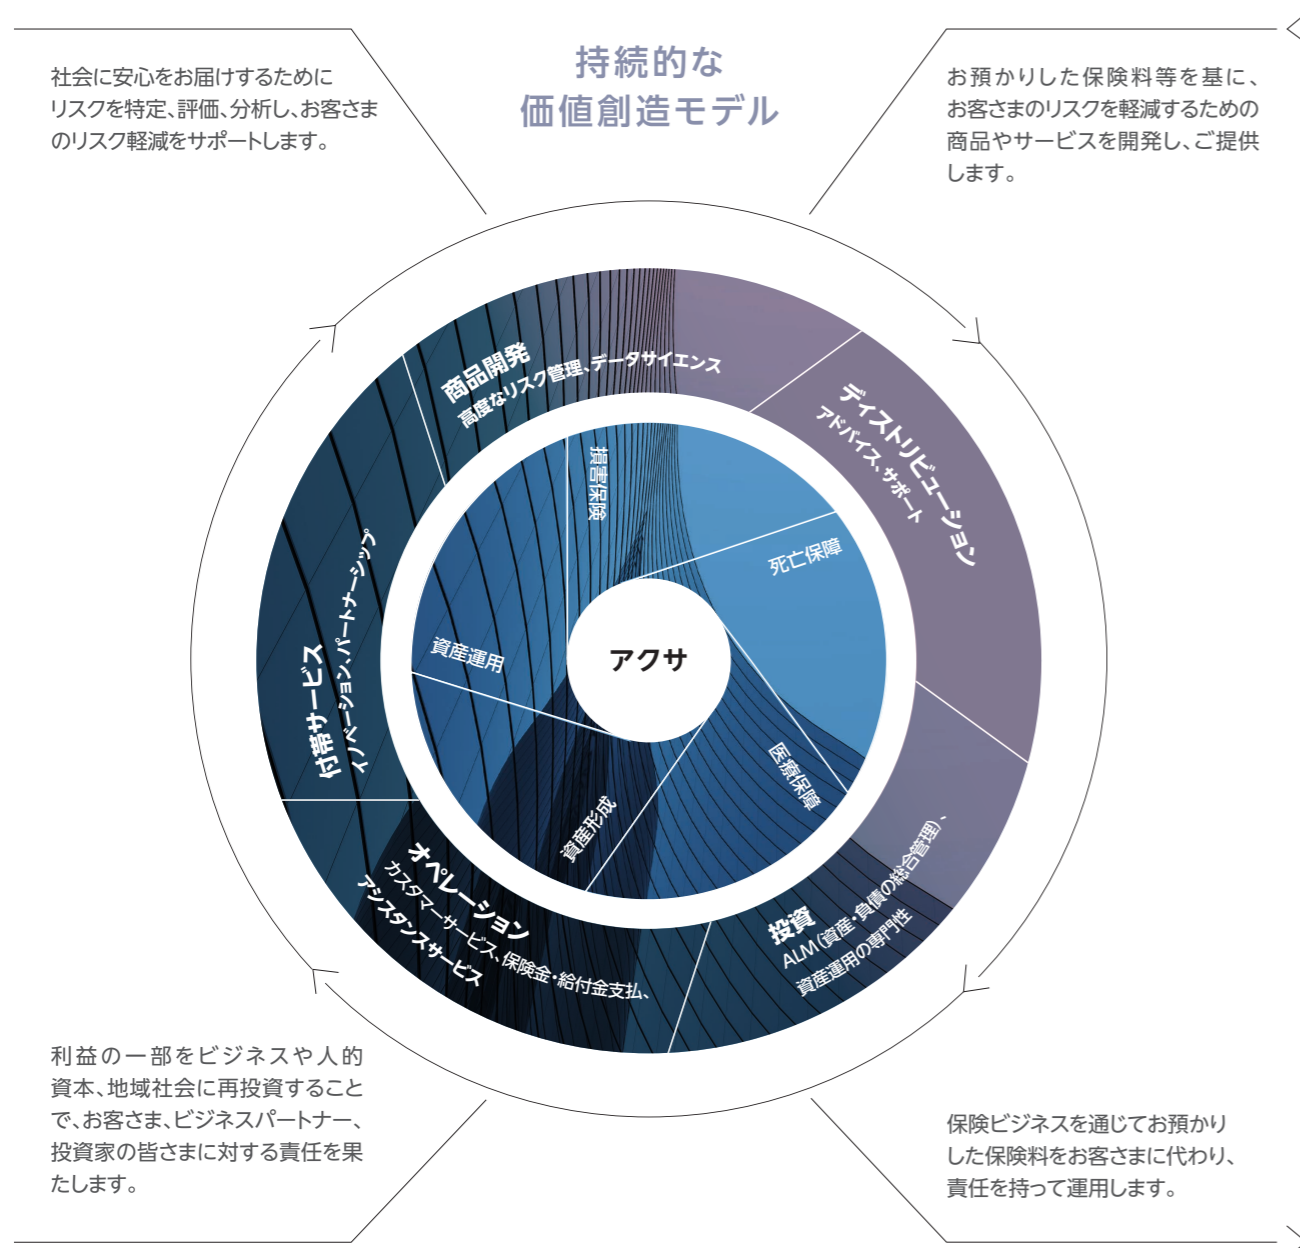 持続的な
価値創造モデル
社会に安心をお届けするために
リスクを特定、評価、分析し、お客さま
のリスク軽減をサポートします。
お預かりした保険料等を基に、
お客さまのリスクを軽減するための
商品やサービスを開発し、ご提供
します。
商品開発
高度なリスク管理、データサイエンス
ディストリビューション
アドバイス、サポート
投資
ALM（資産・負債の総合管理）、
資産運用の専門性
オペレーション
カスタマーサービス、保険金・給付金支払、
アシスタンスサービス
付帯サービス
イノベーション、パートナーシップ
損害保険
死亡保障
医療保障
資産形成
資産運用
アクサ
利益の一部をビジネスや人的
資本、地域社会に再投資すること
で、お客さま、ビジネスパートナー、
投資家の皆さまに対する責任を果
たします。
保険ビジネスを通じてお預かり
した保険料をお客さまに代わり、
責任を持って運用します。